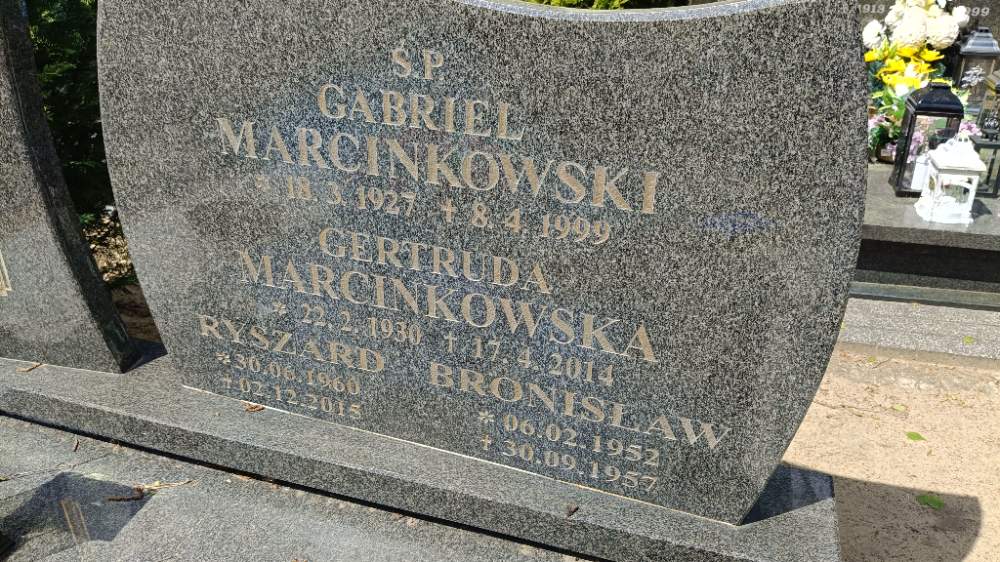 Ś.P.
GABRIEL
MARCINKOWSKI
* 18.3.1927 + 8.4.1999
GERTRUDA
MARCINKOWSKA
* 22.2.1930 + 17.4.2014
RYSZARD
*30.06.1960
+02.12.2015
BRONISŁAW
* 06.02.1952
+30.09.1957
1913